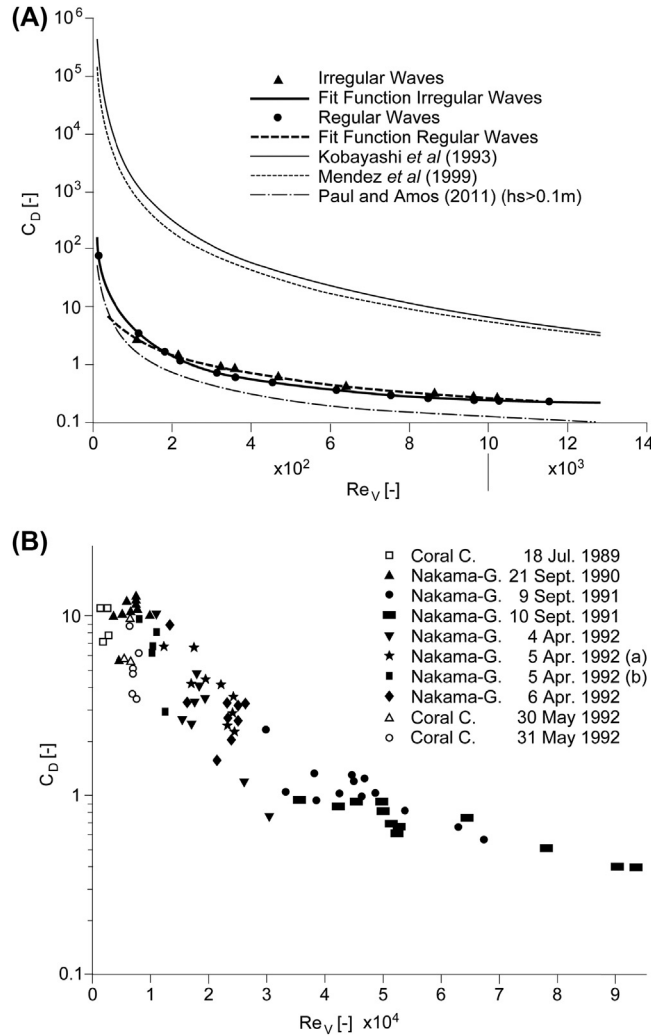 (A)
10^6
10^5
10^4
10^3
10^2
10
1
0.1
C_D [-]
Irregular Waves
Fit Function Irregular Waves
Regular Waves
Fit Function Regular Waves
Kobayashi et al (1993)
Mendez et al (1999)
Paul and Amos (2011) (hs>0.1m)
0 2 4 6 8 10 12 14
x10^2 x10^3
Re_V [-]
(B)
10
1
0.1
C_D [-]
Coral C. 18 Jul. 1989
Nakama-G. 21 Sept. 1990
Nakama-G. 9 Sept. 1991
Nakama-G. 10 Sept. 1991
Nakama-G. 4 Apr. 1992
Nakama-G. 5 Apr. 1992 (a)
Nakama-G. 5 Apr. 1992 (b)
Nakama-G. 6 Apr. 1992
Coral C. 30 May 1992
Coral C. 31 May 1992
0 1 2 3 4 5 6 7 8 9
Re_V [-] x10^4